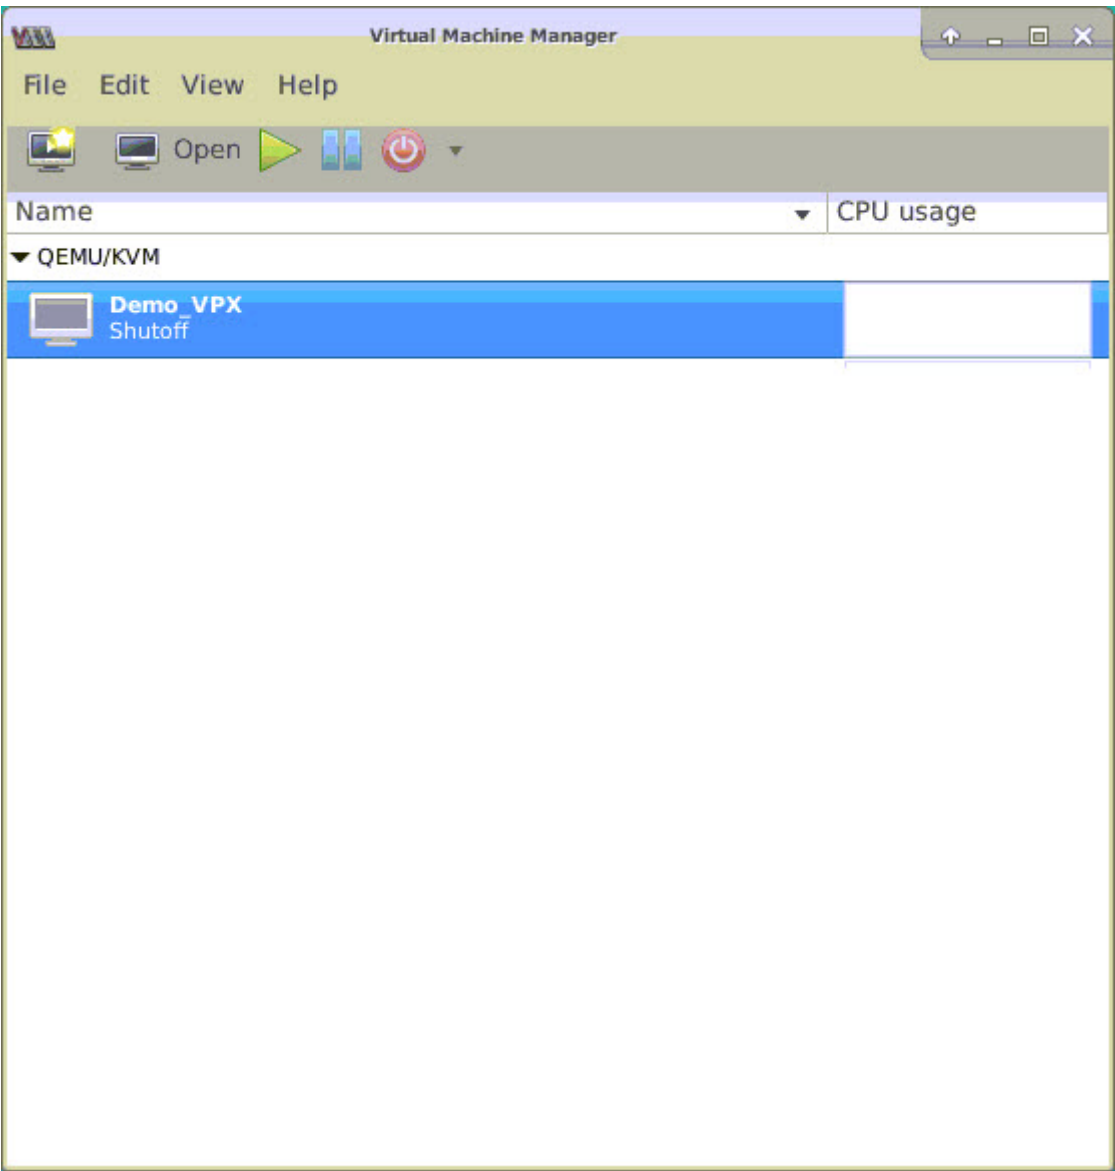 Virtual Machine Manager
File Edit View Help
Open
Name CPU usage
QEMU/KVM
Demo_VPX
Shutoff